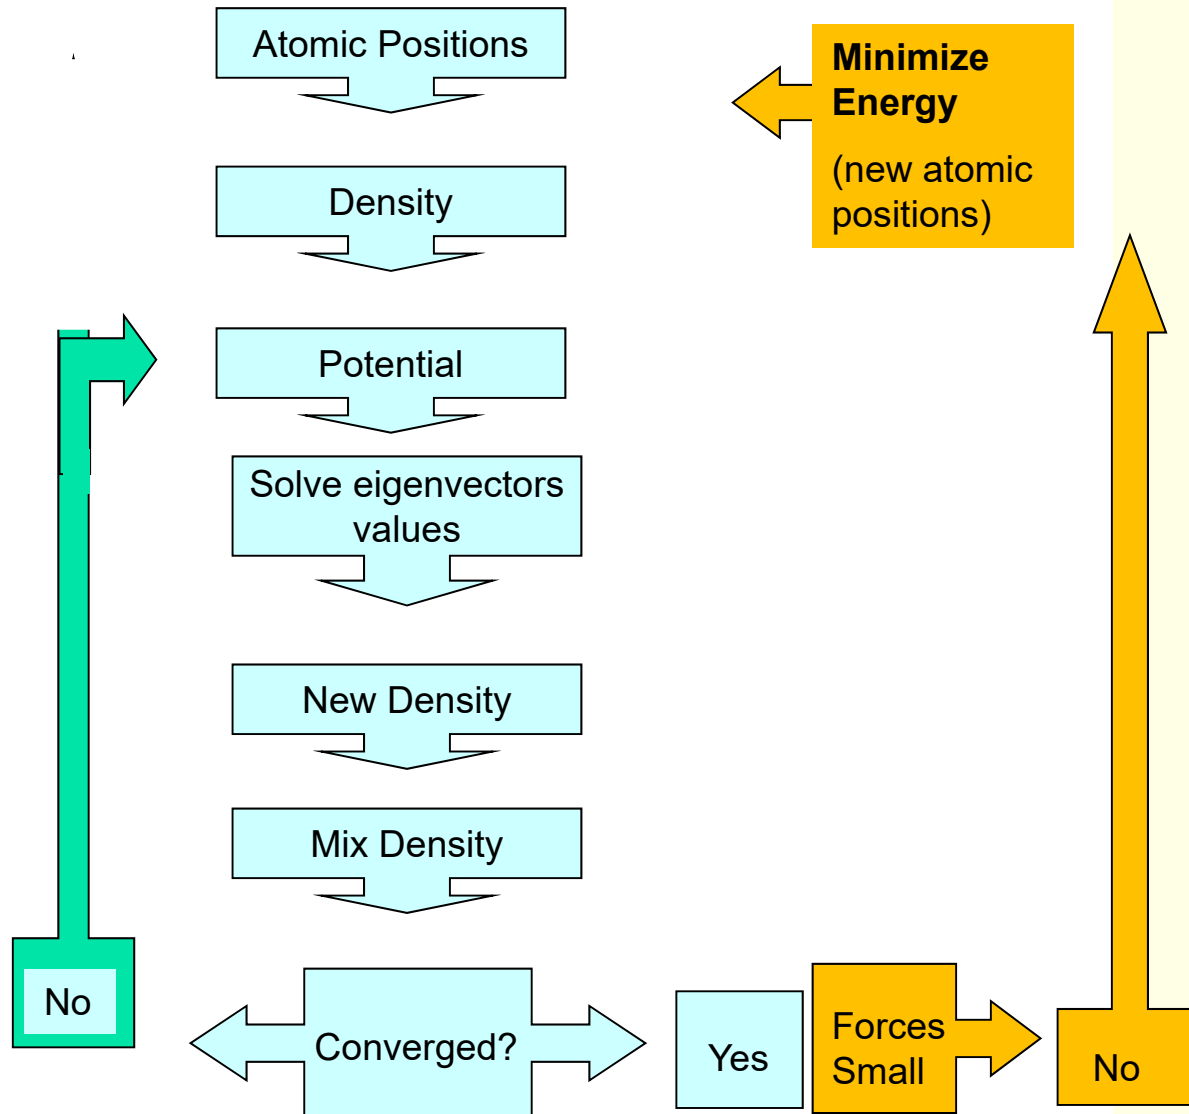 Atomic Positions
Minimize
Energy
(new atomic
positions)
Density
Potential
Solve eigenvectors
values
New Density
Mix Density
No
Converged?
Yes
Forces
Small
No